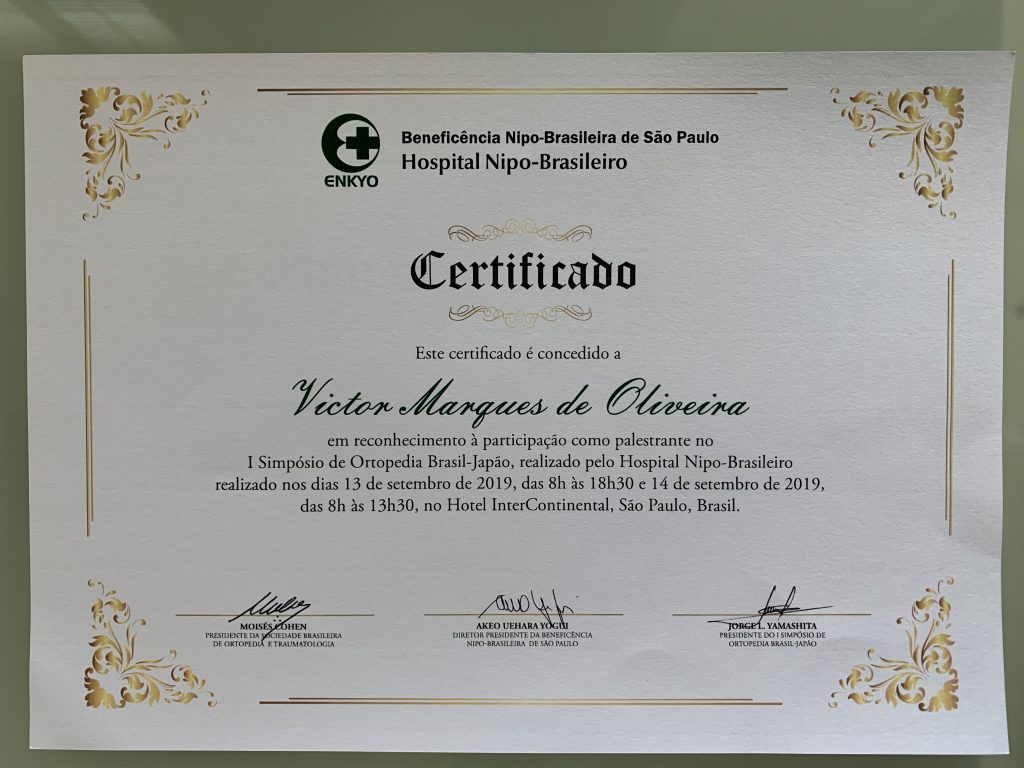 ENKYO
Beneficência Nipo-Brasileira de São Paulo
Hospital Nipo-Brasileiro
Certificado
Este certificado é concedido a
Victor Marques de Oliveira
em reconhecimento à participação como palestrante no
I Simpósio de Ortopedia Brasil-Japão, realizado pelo Hospital Nipo-Brasileiro
realizado nos dias 13 de setembro de 2019, das 8h às 18h30 e 14 de setembro de 2019,
das 8h às 13h30, no Hotel InterContinental, São Paulo, Brasil.
MOISÉS COHEN
PRESIDENTE DA SOCIEDADE BRASILEIRA
DE ORTOPEDIA E TRAUMATOLOGIA
AKEO UEHARA YOGUI
DIRETOR PRESIDENTE DA BENEFICÊNCIA
NIPO-BRASILEIRA DE SÃO PAULO
JORGE L. YAMASHITA
PRESIDENTE DO I SIMPÓSIO DE
ORTOPEDIA BRASIL-JAPÃO